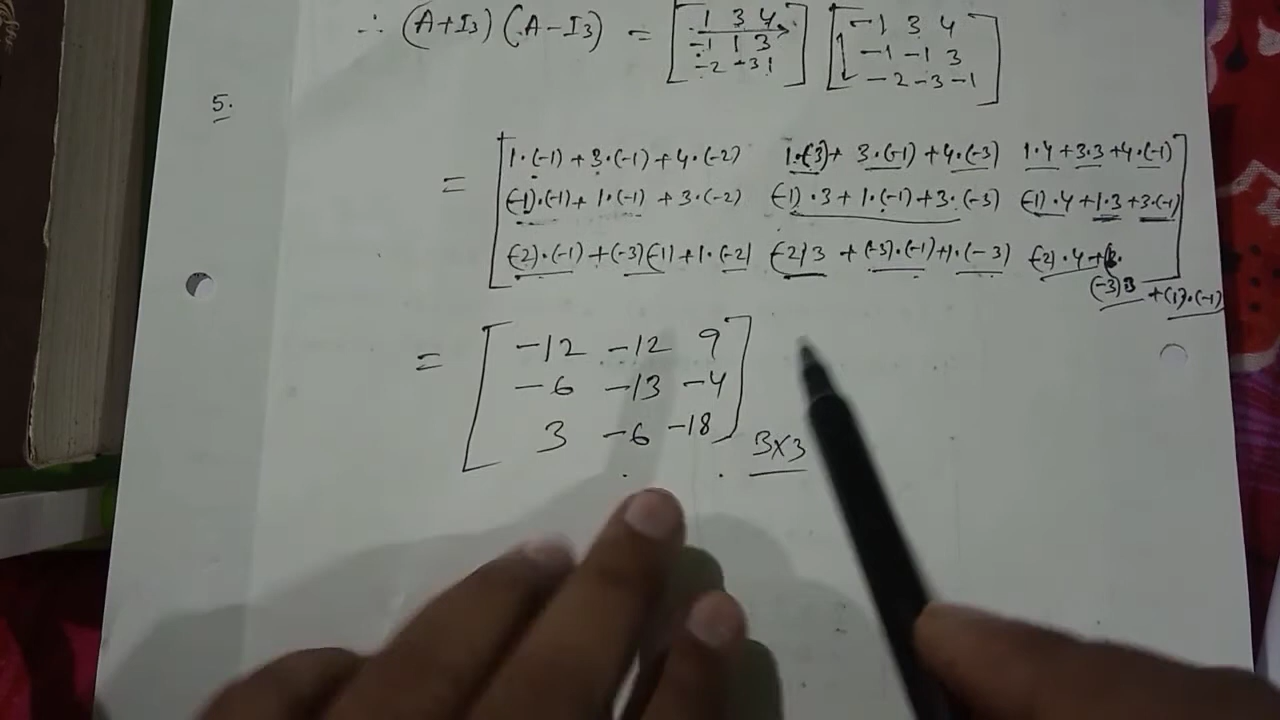 ∴ (A+I3) (A-I3) = [1 3 4 -1 1 3 -2 -3 1] [-1 3 4 -1 -1 3 -2 -3 -1]
5.
= [1·(-1)+3·(-1)+4·(-2) 1·(3)+ 3·(-1)+4·(-3) 1·4+3·3+4·(-1)
(-1)·(-1)+ 1·(-1) +3·(-2) (-1)·3+1·(-1)+3·(-3) (-1)·4+1·3+3·(-1)
(-2)·(-1)+(-3)(-1)+1·(-2) (-2)3 +(-3)·(-1)+1·(-3) (-2)·4+
(-3)3 +(1)·(-1)]
= [-12 -12 9
-6 -13 -4
3 -6 -18] 3×3